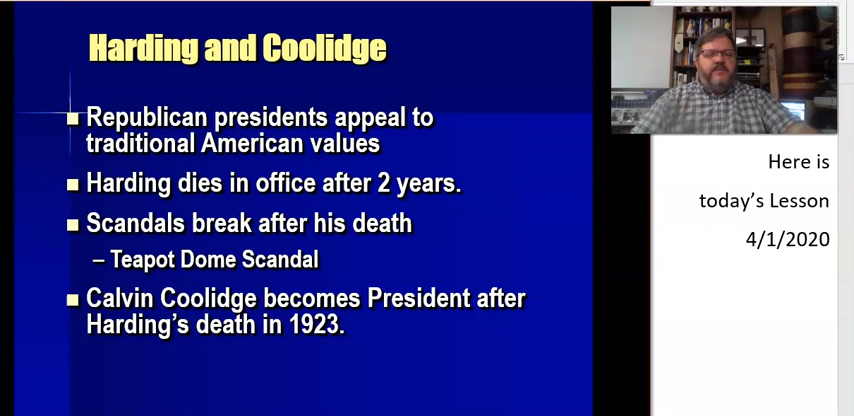 Harding and Coolidge
Republican presidents appeal to
traditional American values
Harding dies in office after 2 years.
Scandals break after his death
– Teapot Dome Scandal
Calvin Coolidge becomes President after
Harding's death in 1923.
Here is
today's Lesson
4/1/2020